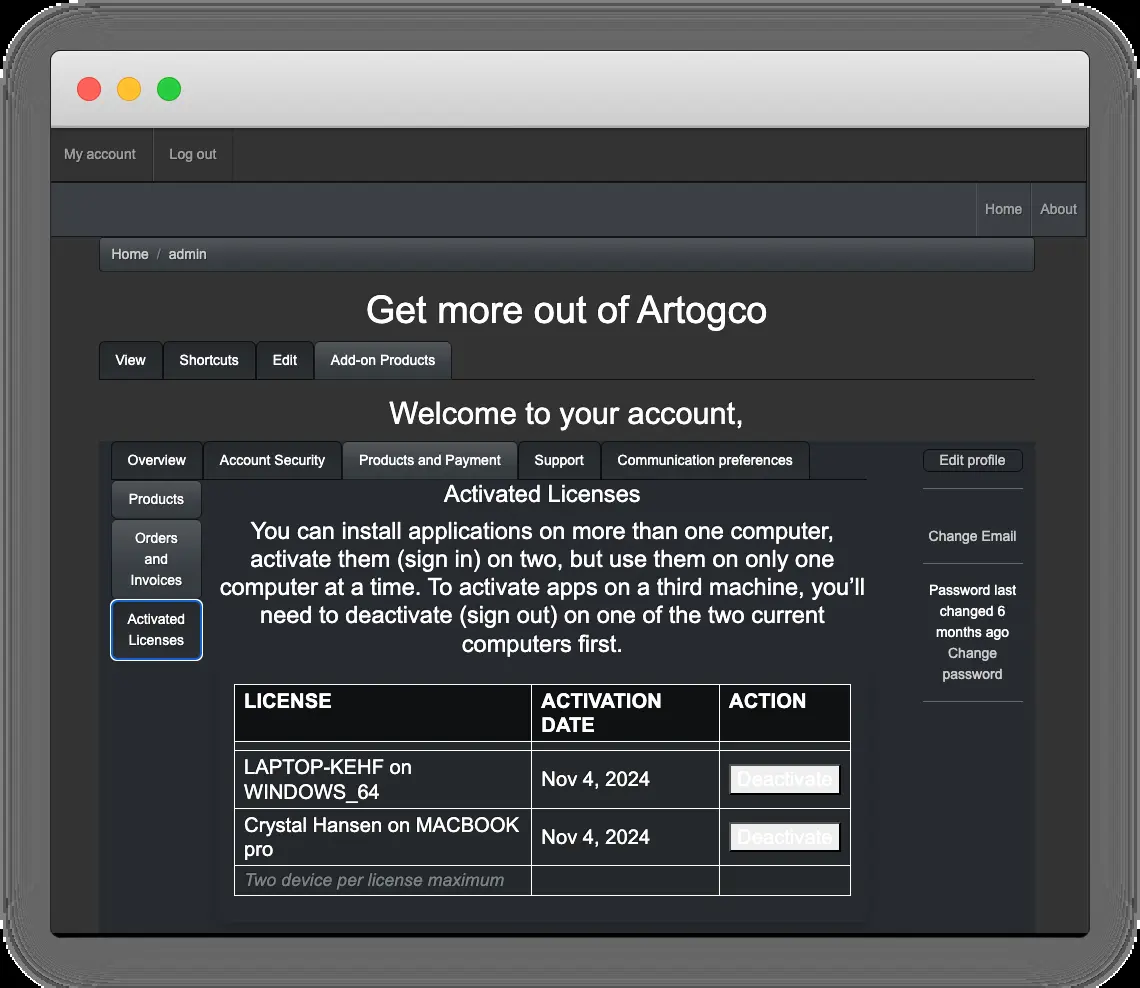 My account
Log out
Home
About
Home / admin
Get more out of Artogco
View
Shortcuts
Edit
Add-on Products
Welcome to your account,
Overview
Account Security
Products and Payment
Support
Communication preferences
Edit profile
Products
Orders
and
Invoices
Activated
Licenses
Activated Licenses
You can install applications on more than one computer,
activate them (sign in) on two, but use them on only one
computer at a time. To activate apps on a third machine, you’ll
need to deactivate (sign out) on one of the two current
computers first.
Change Email
Password last
changed 6
months ago
Change
password
LICENSE
ACTIVATION
DATE
ACTION
LAPTOP-KEHF on
WINDOWS_64
Nov 4, 2024
Deactivate
Crystal Hansen on MACBOOK
pro
Nov 4, 2024
Deactivate
Two device per license maximum